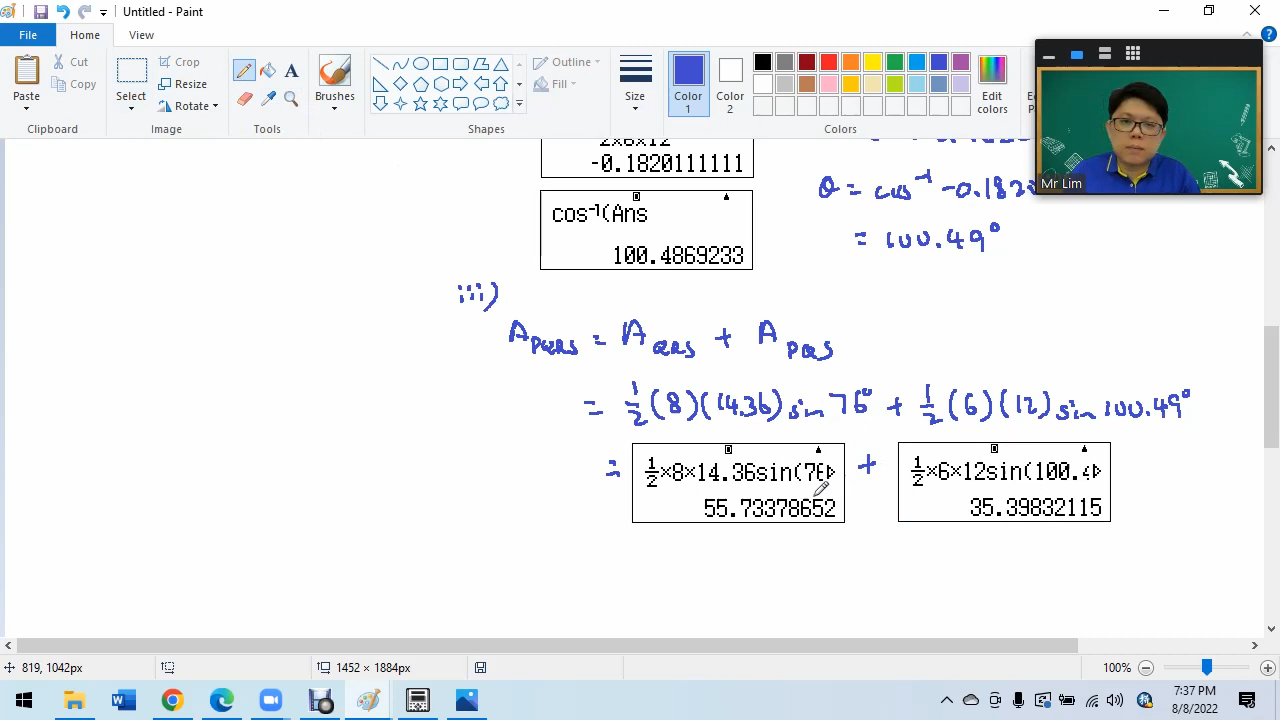 Untitled - Paint
File
Home
View
Paste
Cut
Copy
Clipboard
Select
Crop
Resize
Rotate
Image
Tools
Brushes
Shapes
Outline
Fill
Size
Color 1
Color 2
Colors
Edit colors
Mr Lim
2×6×12
-0.1820111111
θ = cos⁻¹ -0.182
cos⁻¹(Ans
100.4869233
= 100.49°
iii)
A PQRS = A QRS + A PQS
= 1/2 (8)(14.36) sin 76° + 1/2 (6)(12) sin 100.49°
= 1/2×8×14.36sin(76 + 1/2×6×12sin(100.4
55.73378652 35.39832115
819, 1042px
1452 × 1884px
100%
7:37 PM
8/8/2022